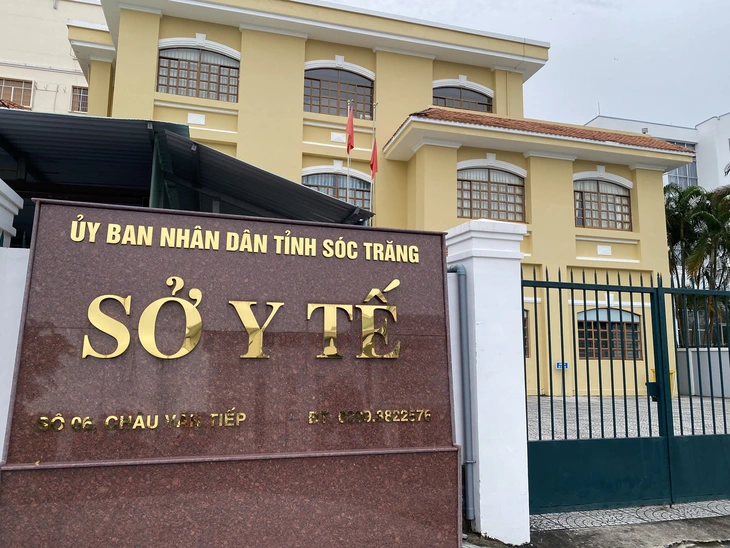 ỦY BAN NHÂN DÂN TỈNH SÓC TRĂNG
SỞ Y TẾ
SỐ 06, CHÂU VĂN TIẾP ĐT: 0299.3822576